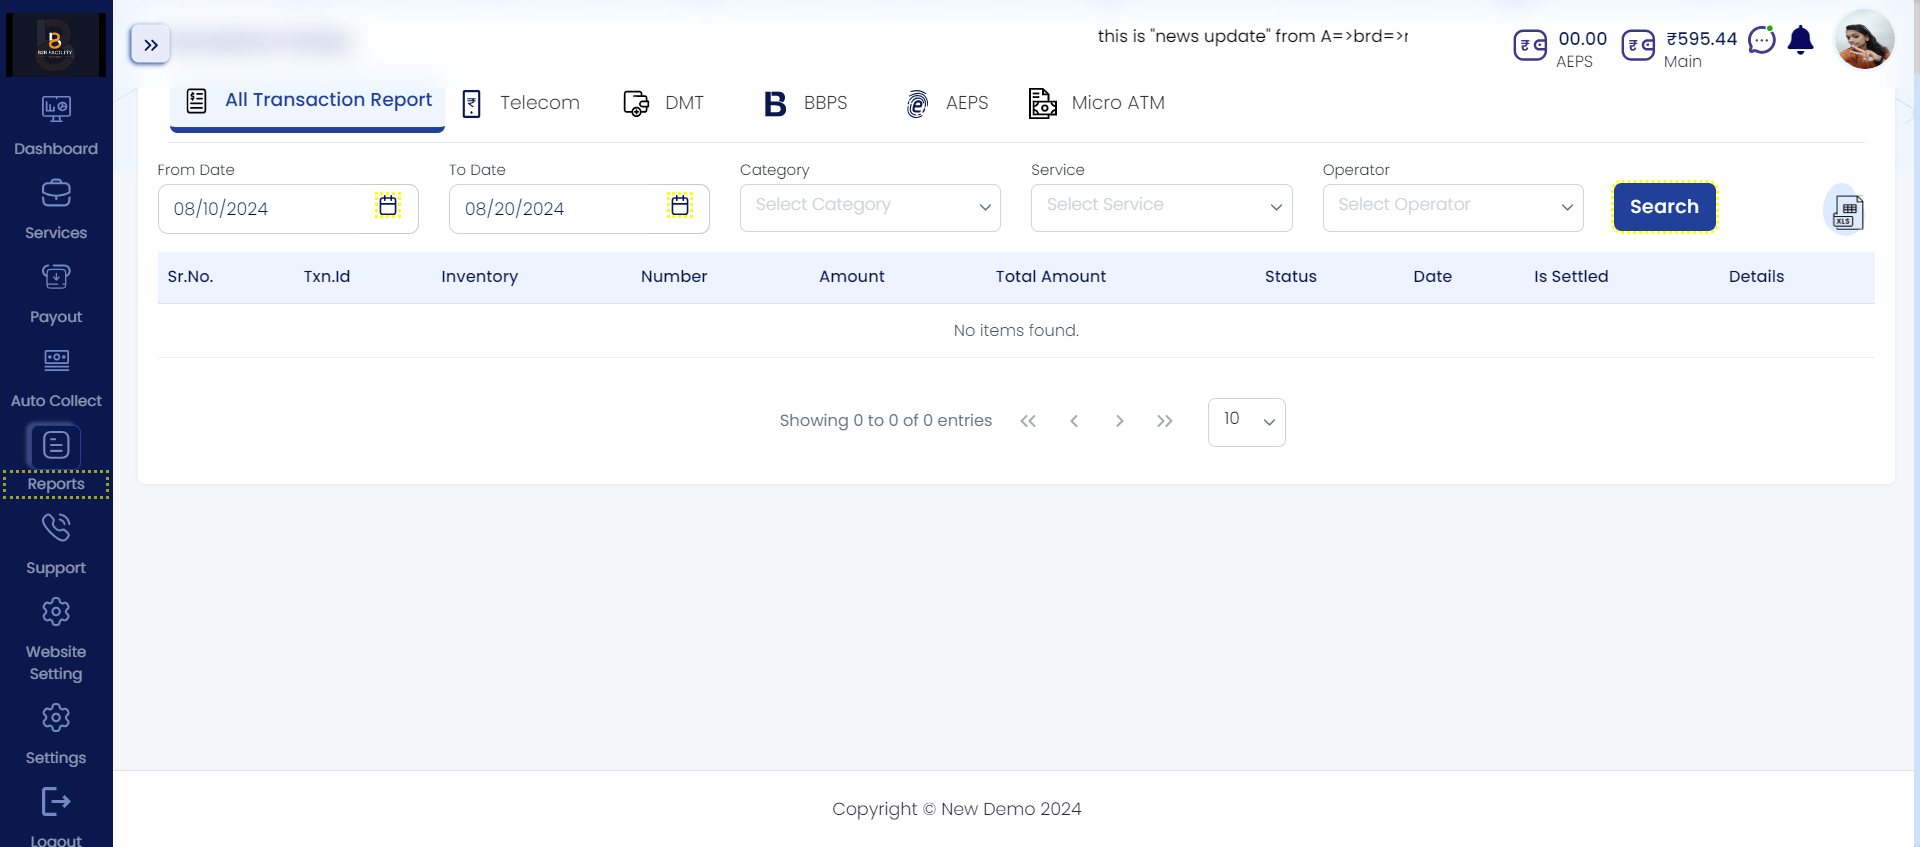 B2B FACILITY
this is "news update" from A=>brd=>r
00.00
AEPS
₹595.44
Main
All Transaction Report
Telecom
DMT
BBPS
AEPS
Micro ATM
Dashboard
Services
Payout
Auto Collect
Reports
Support
Website
Setting
Settings
Logout
From Date
To Date
Category
Service
Operator
08/10/2024
08/20/2024
Select Category
Select Service
Select Operator
Search
XLS
Sr.No. Txn.Id Inventory Number Amount Total Amount Status Date Is Settled Details
No items found.
Showing 0 to 0 of 0 entries
10
Copyright © New Demo 2024